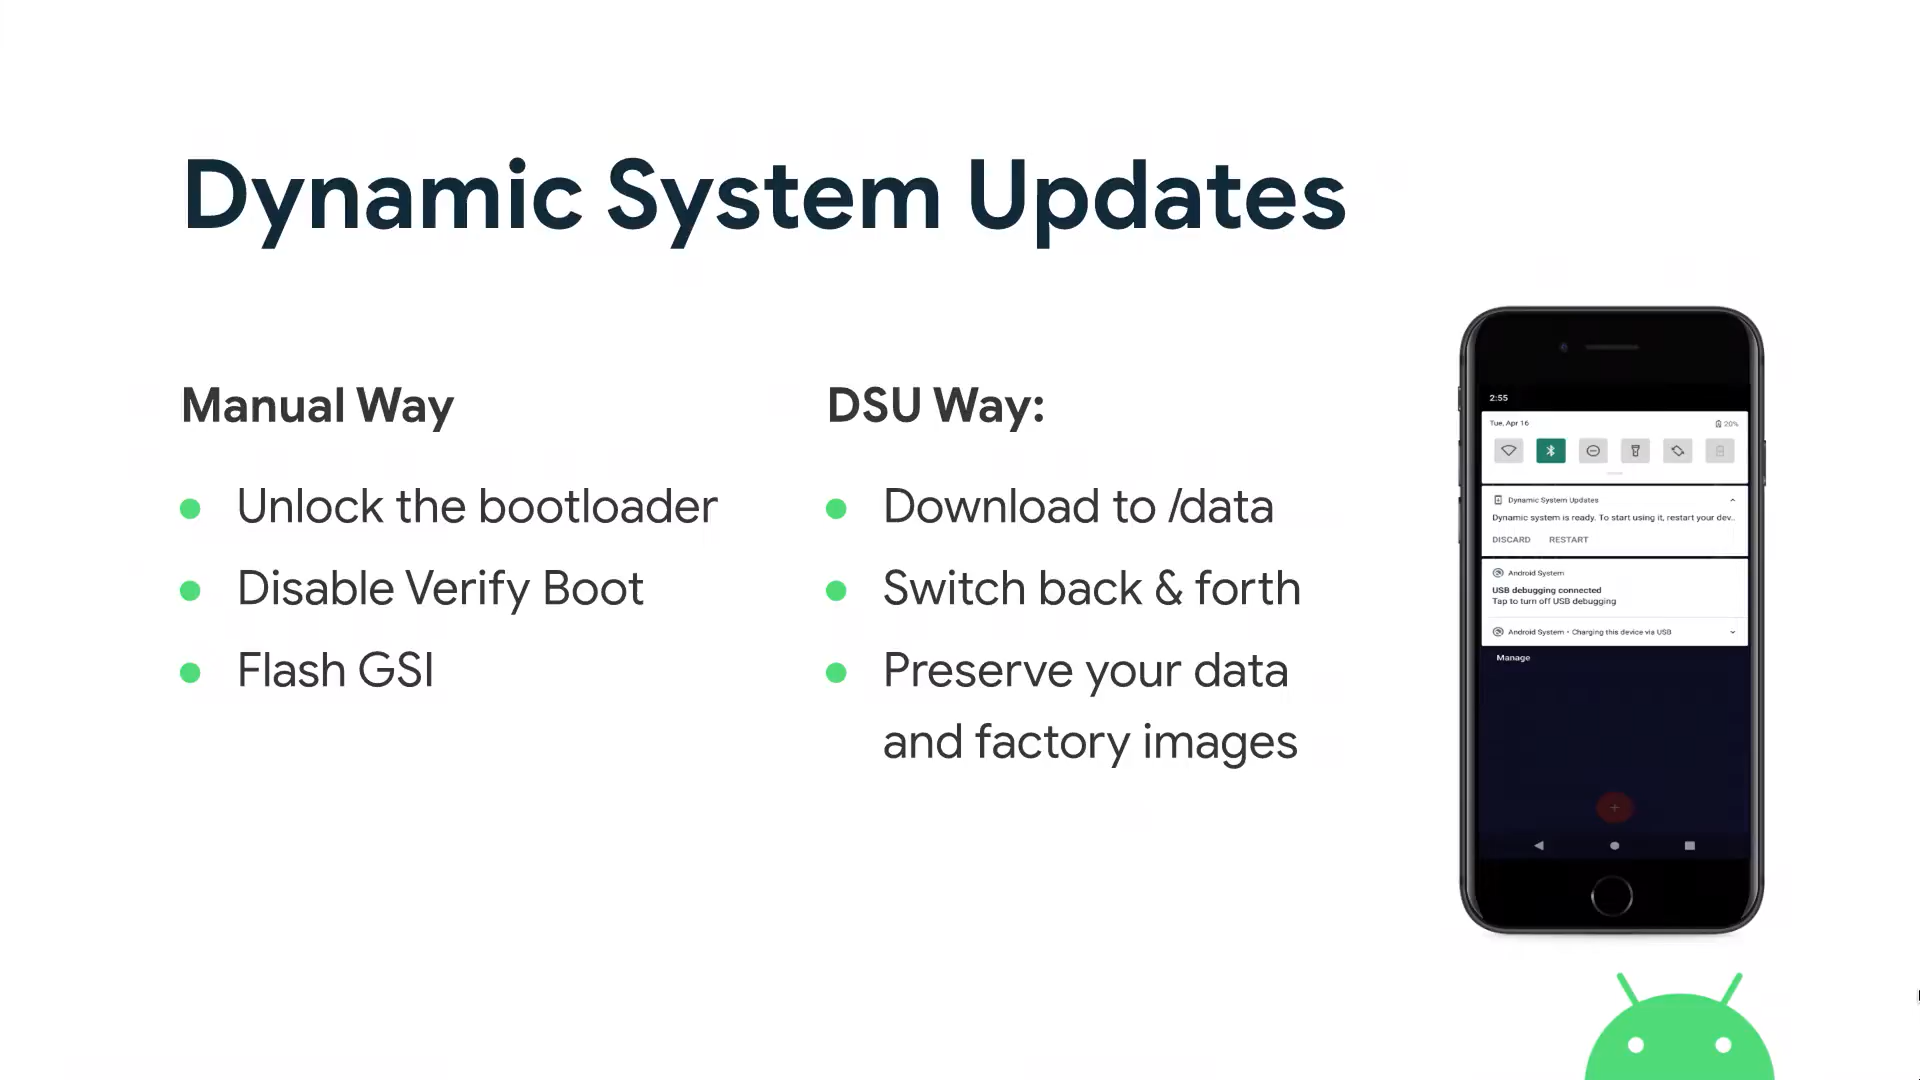 Dynamic System Updates
Manual Way
Unlock the bootloader
Disable Verify Boot
Flash GSI
DSU Way:
Download to /data
Switch back & forth
Preserve your data
and factory images
2:55
Tue, Apr 16
20%
Dynamic System Updates
Dynamic system is ready. To start using it, restart your dev..
DISCARD RESTART
Android System
USB debugging connected
Tap to turn off USB debugging
Android System • Charging this device via USB
Manage